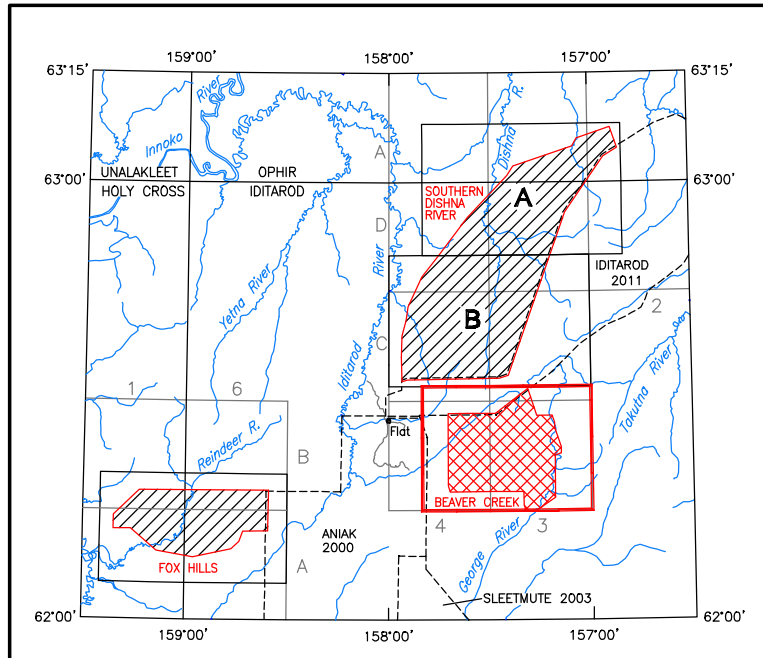 159°00'
158°00'
157°00'
63°15'
63°15'
Innoko
River
Dishna
R.
A
UNALAKLEET
OPHIR
HOLY CROSS
IDITAROD
63°00'
63°00'
SOUTHERN
DISHNA
RIVER
A
D
River
IDITAROD
2011
Yetna River
B
2
C
Iditarod
1
6
Takutna River
Flat
Reindeer R.
B
BEAVER CREEK
4
3
ANIAK
2000
George River
FOX HILLS
A
SLEETMUTE 2003
62°00'
62°00'
159°00'
158°00'
157°00'